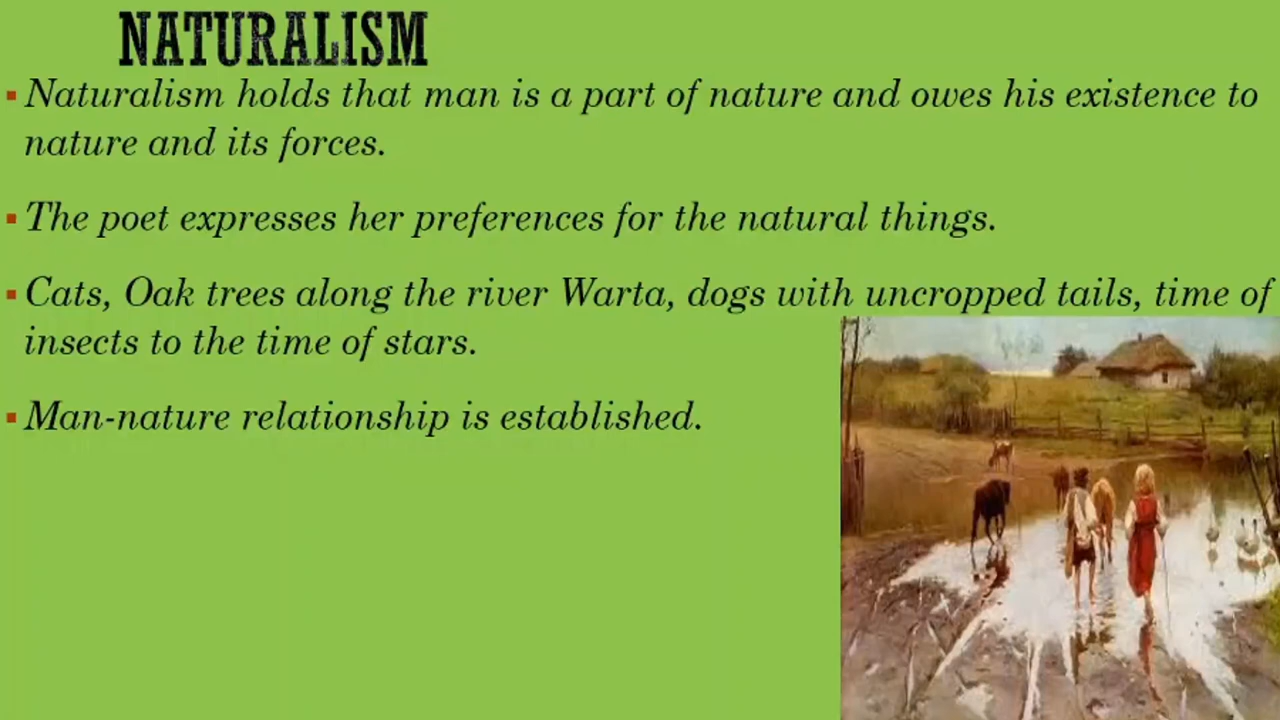 NATURALISM
▪ Naturalism holds that man is a part of nature and owes his existence to
nature and its forces.
▪ The poet expresses her preferences for the natural things.
▪ Cats, Oak trees along the river Warta, dogs with uncropped tails, time of
insects to the time of stars.
▪ Man-nature relationship is established.